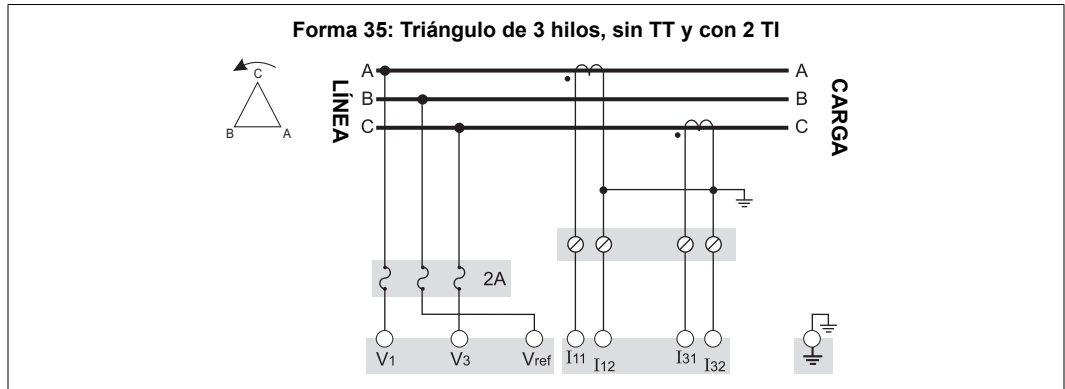 Forma 35: Triángulo de 3 hilos, sin TT y con 2 TI
C
B
A
LÍNEA
A
B
C
A
B
C
CARGA
2A
V1
V3
Vref
I11
I12
I31
I32